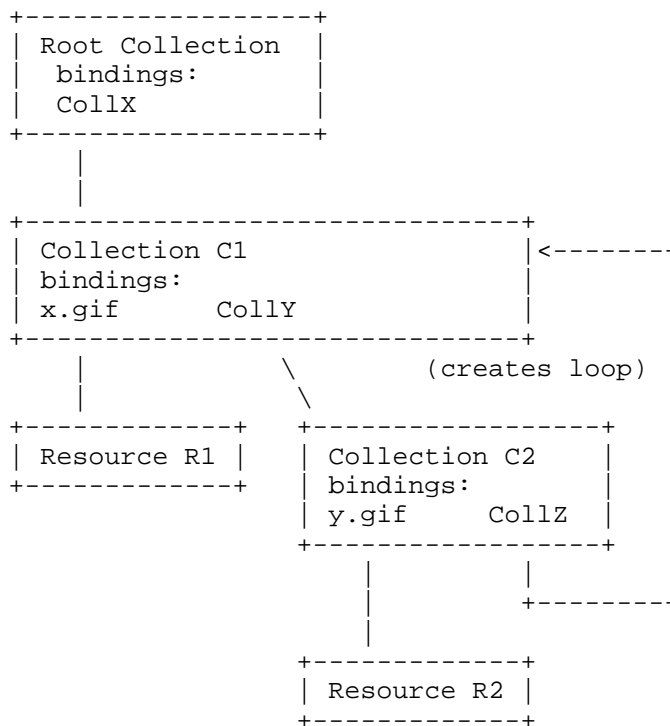 Root Collection
bindings:
CollX
Collection C1
bindings:
x.gif CollY
(creates loop)
Resource R1
Collection C2
bindings:
y.gif CollZ
Resource R2